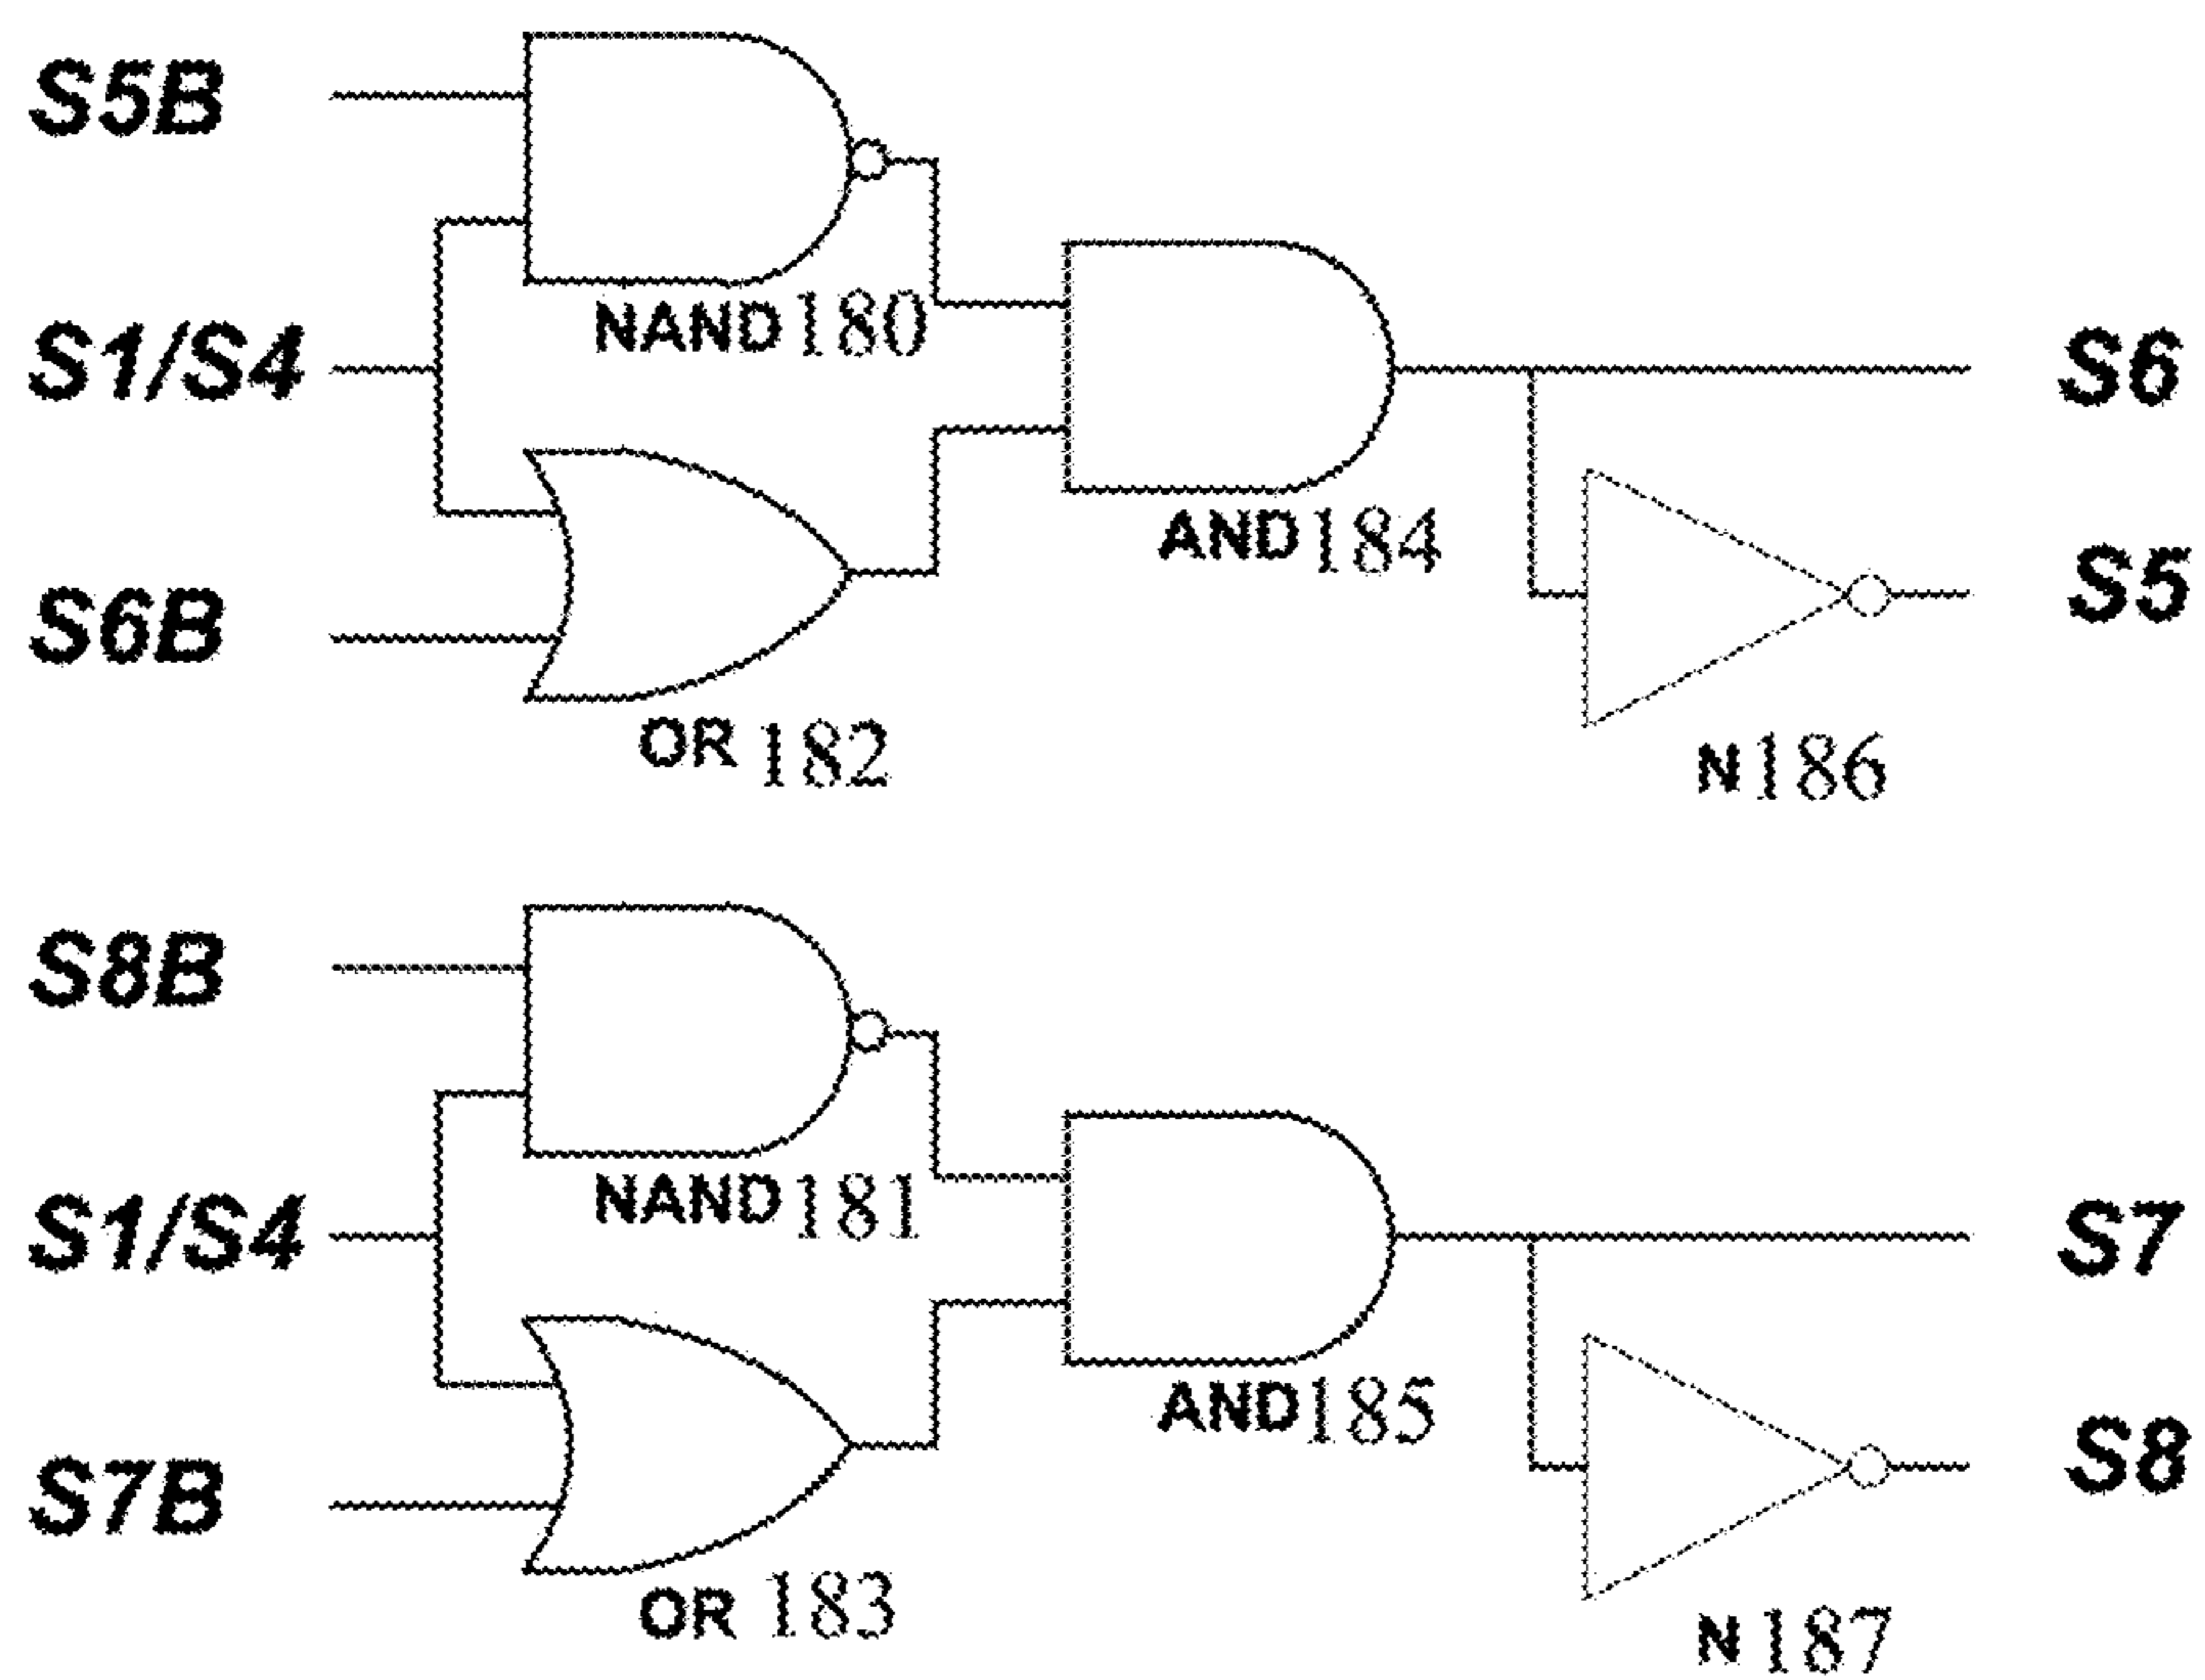 S5B
NAND180
S1/S4
S6
AND184
S5
S6B
OR 182
N186
S8B
NAND181
S1/S4
S7
AND185
S8
S7B
OR 183
N187